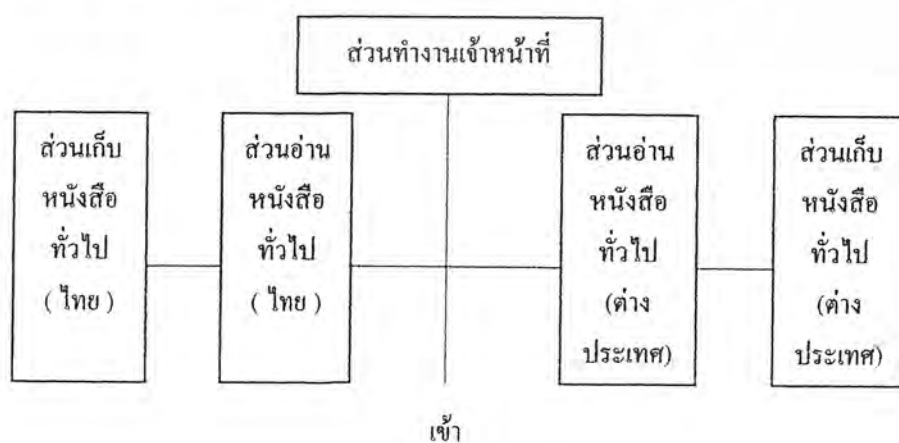 ส่วนทำงานเจ้าหน้าที่
ส่วนเก็บ
หนังสือ
ทั่วไป
( ไทย )
ส่วนอ่าน
หนังสือ
ทั่วไป
( ไทย )
ส่วนอ่าน
หนังสือ
ทั่วไป
(ต่าง
ประเทศ)
ส่วนเก็บ
หนังสือ
ทั่วไป
(ต่าง
ประเทศ)
เข้า